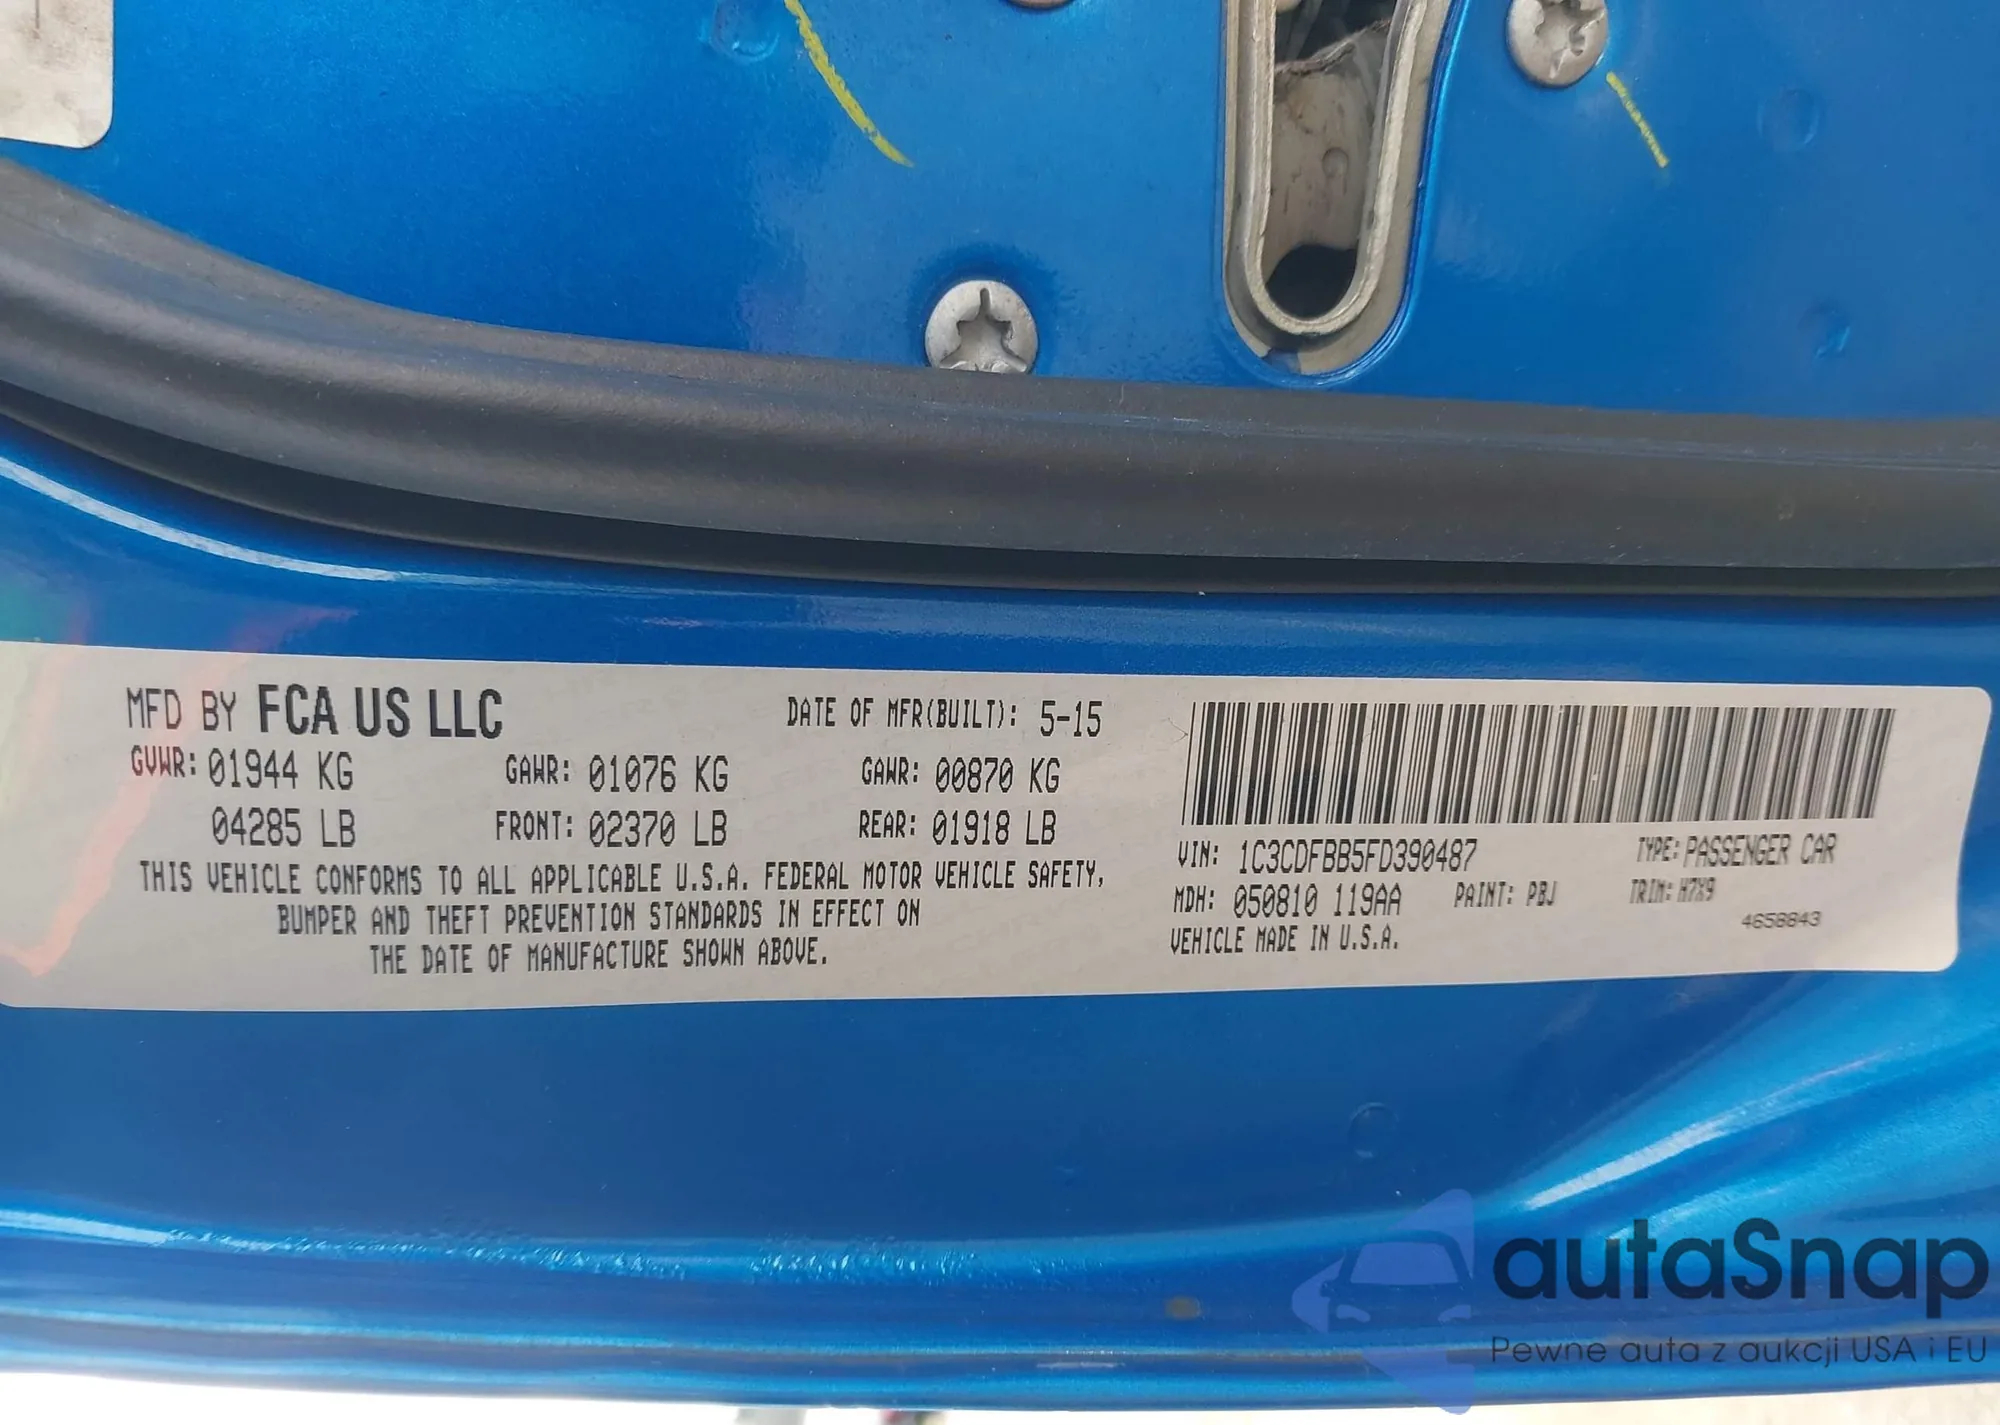 MFD BY FCA US LLC
DATE OF MFR(BUILT): 5-15
GVWR: 01944 KG GAWR: 01076 KG GAWR: 00870 KG
04285 LB FRONT: 02370 LB REAR: 01918 LB
THIS VEHICLE CONFORMS TO ALL APPLICABLE U.S.A. FEDERAL MOTOR VEHICLE SAFETY,
BUMPER AND THEFT PREVENTION STANDARDS IN EFFECT ON
THE DATE OF MANUFACTURE SHOWN ABOVE.
VIN: 1C3CDFBB5FD390487 TYPE: PASSENGER CAR
MDH: 050810 119AA PAINT: PBJ TRIM: H7X9
VEHICLE MADE IN U.S.A. 4658843
autaSnap
Pewne auta z aukcji USA i EU